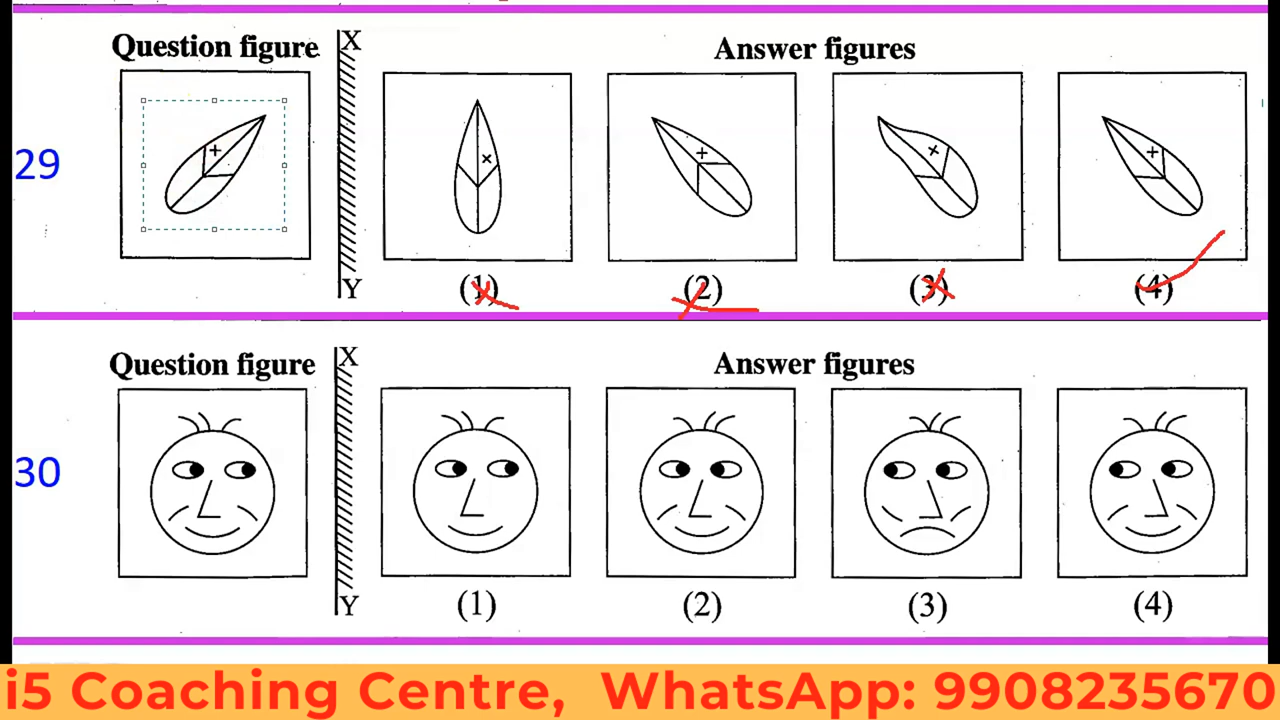 Question figure
X
Answer figures
29
Y
(1)
(2)
(3)
(4)
Question figure
X
Answer figures
30
Y
(1)
(2)
(3)
(4)
i5 Coaching Centre, WhatsApp: 9908235670